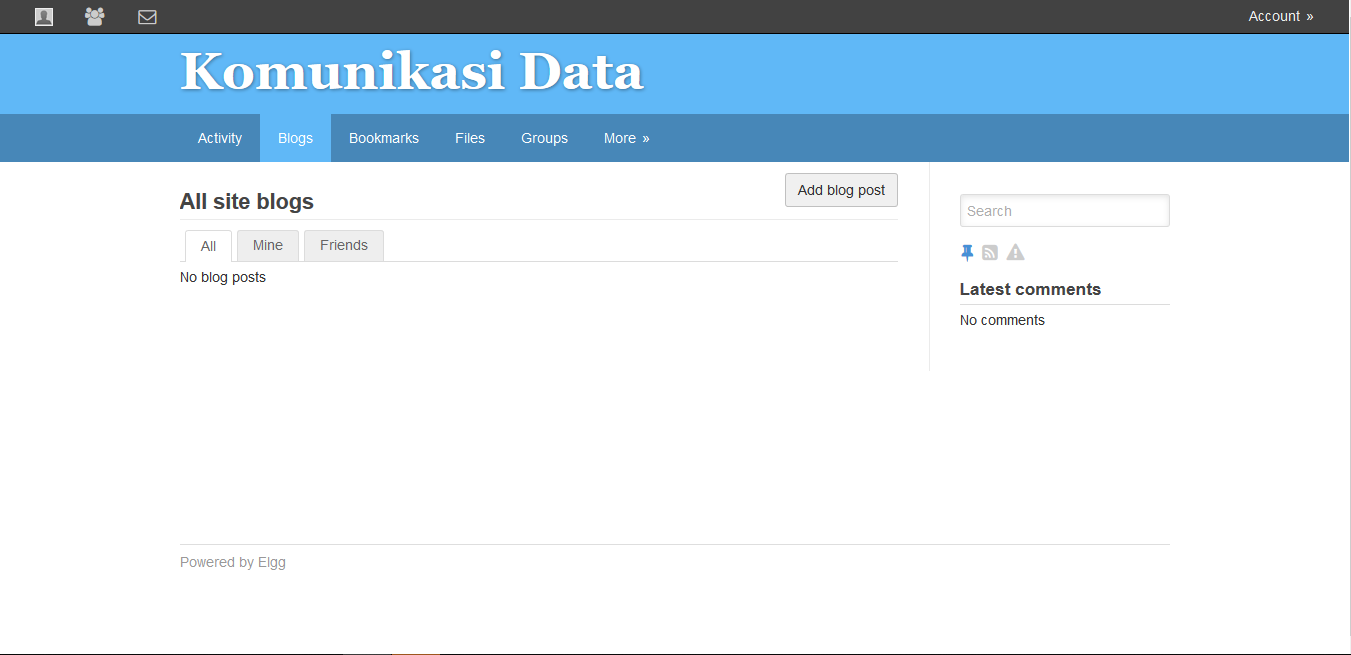 Account »
Komunikasi Data
Activity Blogs Bookmarks Files Groups More »
All site blogs
Add blog post
All Mine Friends
No blog posts
Search
Latest comments
No comments
Powered by Elgg